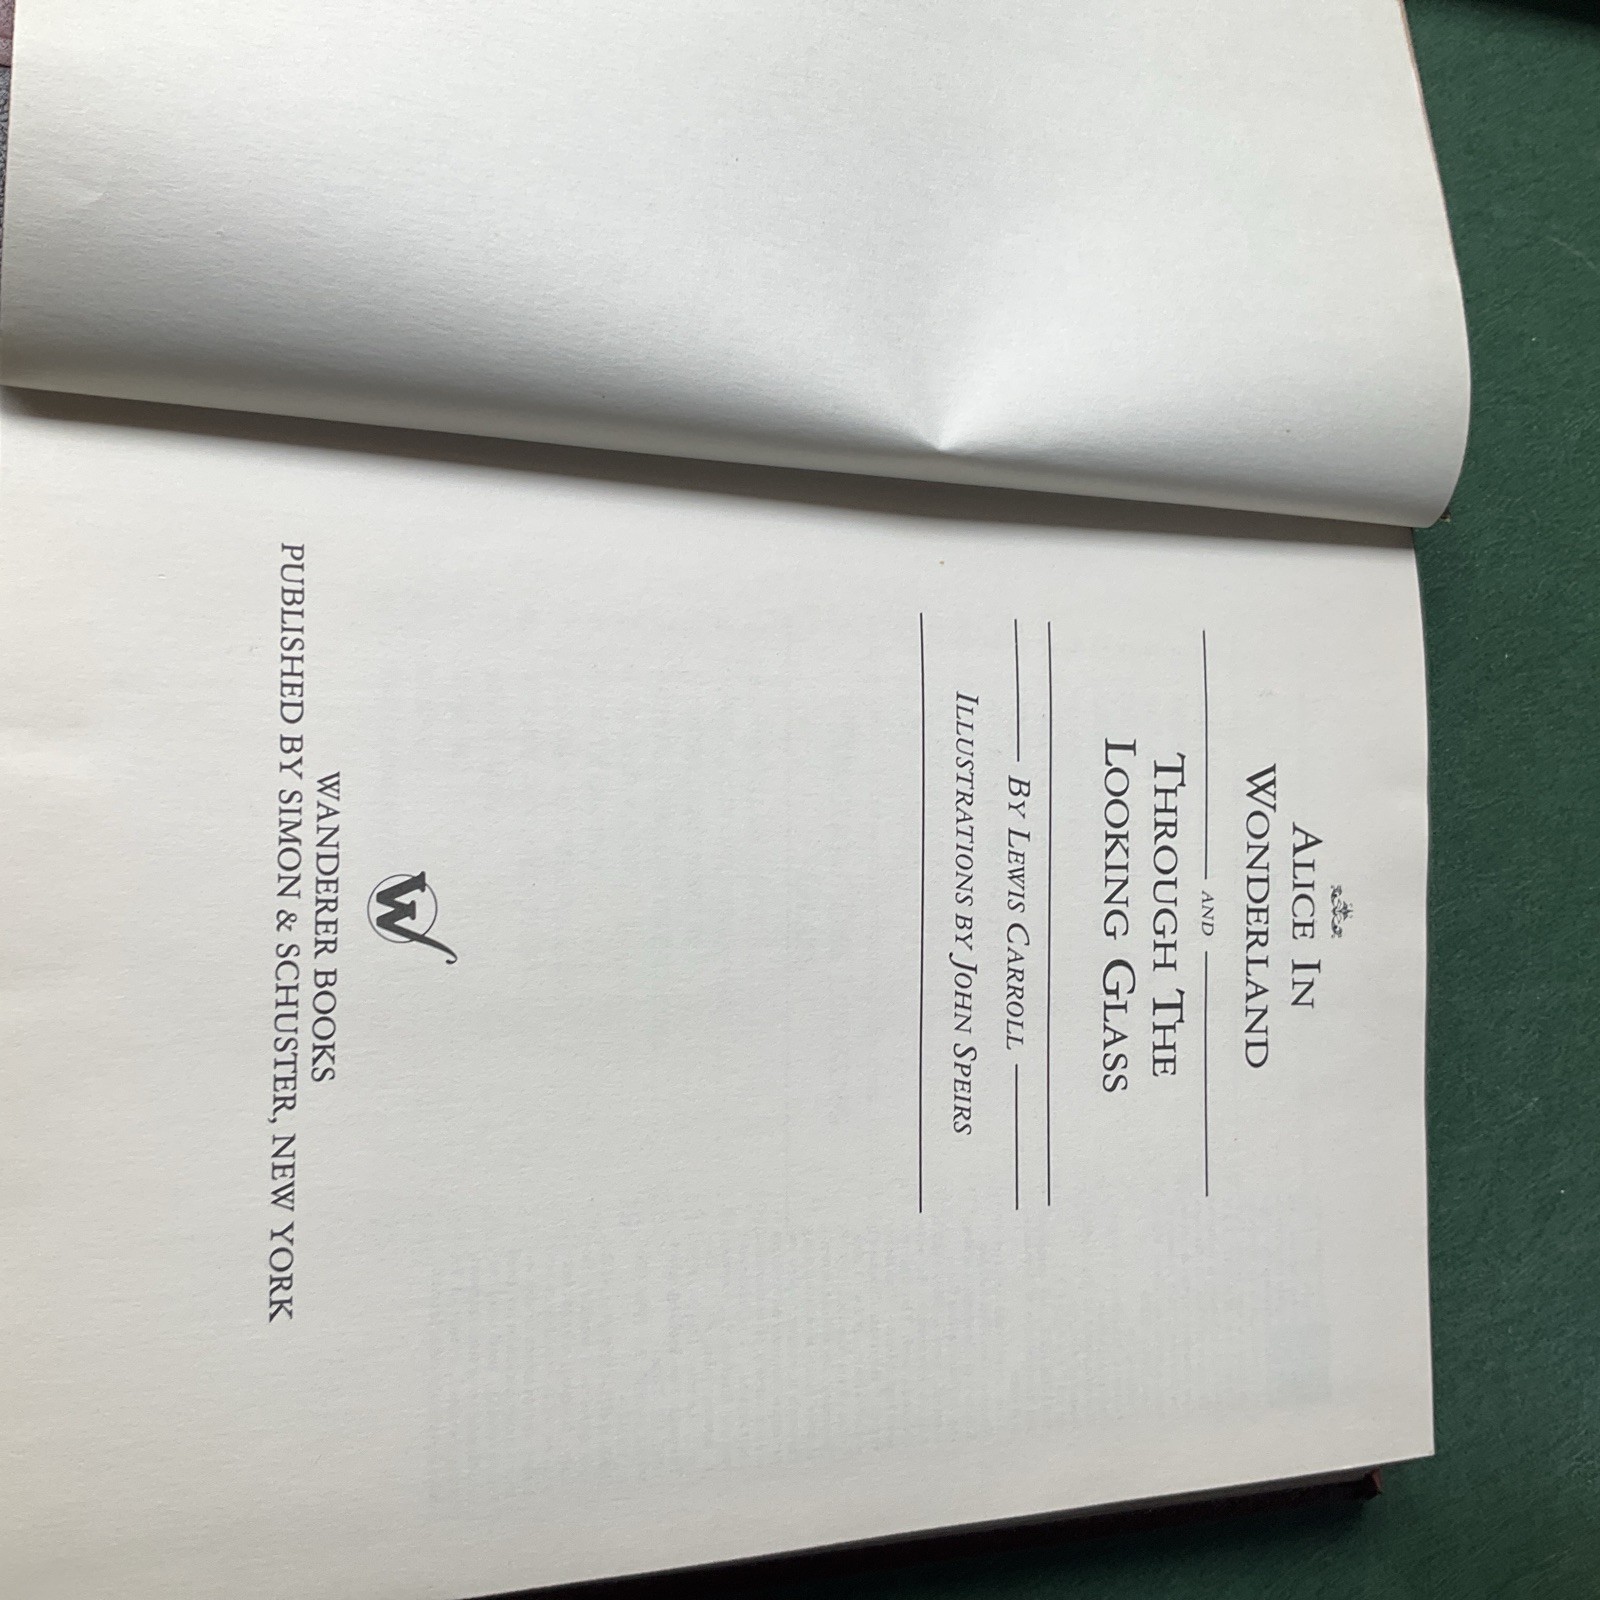 Alice In
Wonderland
and
Through The
Looking Glass
By Lewis Carroll
Illustrations by John Speirs
W
WANDERER BOOKS
PUBLISHED BY SIMON & SCHUSTER, NEW YORK